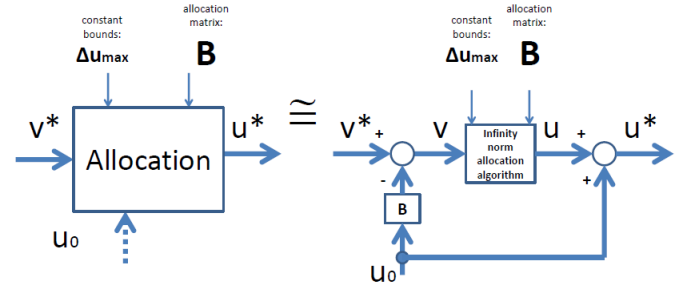 constant
bounds:
Δumax
allocation
matrix:
B
v*
Allocation
u*
u0
≅
constant
bounds:
Δumax
allocation
matrix:
B
v*
+
-
B
v
Infinity
norm
allocation
algorithm
u
+
+
u*
u0